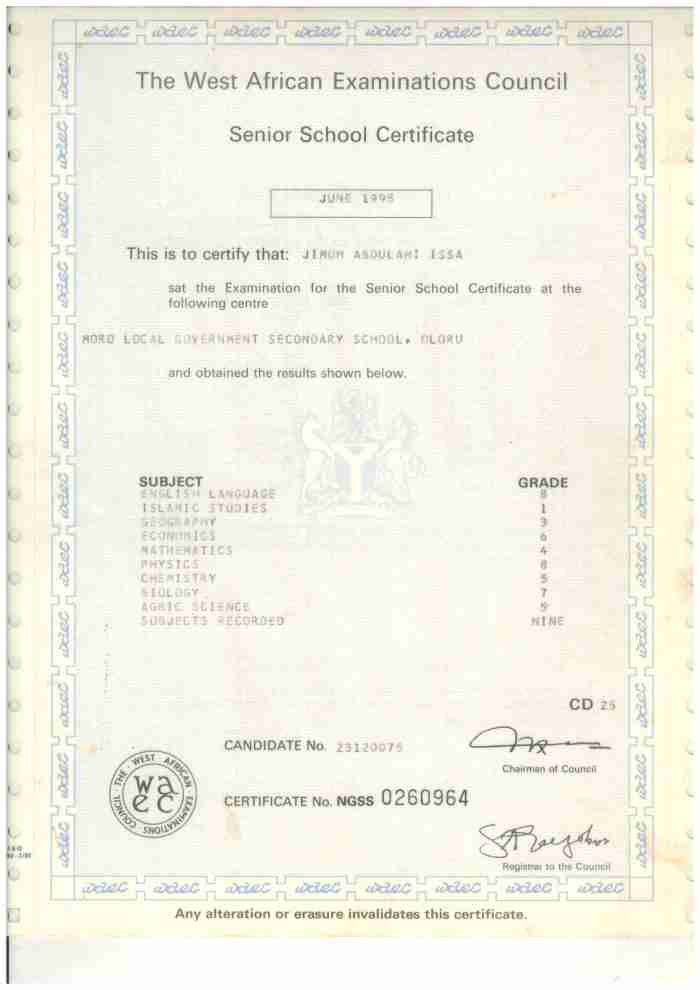 waec waec waec waec waec waec waec waec
The West African Examinations Council
Senior School Certificate
JUNE 1995
This is to certify that: JIMOH ABDULAHI ISSA
sat the Examination for the Senior School Certificate at the
following centre
MORO LOCAL GOVERNMENT SECONDARY SCHOOL, OLORU
and obtained the results shown below.
SUBJECT GRADE
ENGLISH LANGUAGE 8
ISLAMIC STUDIES 1
GEOGRAPHY 3
ECONOMICS 6
MATHEMATICS 4
PHYSICS 8
CHEMISTRY 5
BIOLOGY 7
AGRIC SCIENCE
SUBJECTS RECORDED NINE
CD 25
CANDIDATE No. 23120075
Chairman of Council
THE WEST AFRICAN EXAMINATIONS COUNCIL
wa
ec
CERTIFICATE No. NGSS 0260964
Registrar to the Council
waec waec waec waec waec waec waec waec
Any alteration or erasure invalidates this certificate.